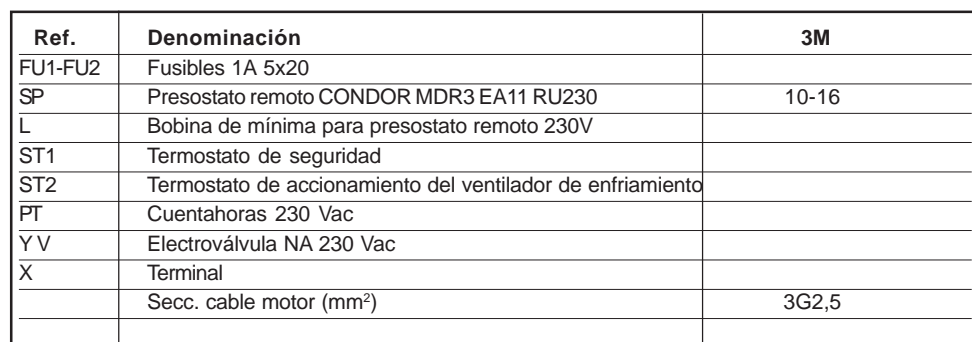 Ref. Denominación 3M
FU1-FU2 Fusibles 1A 5x20
SP Presostato remoto CONDOR MDR3 EA11 RU230 10-16
L Bobina de mínima para presostato remoto 230V
ST1 Termostato de seguridad
ST2 Termostato de accionamiento del ventilador de enfriamiento
PT Cuentahoras 230 Vac
YV Electroválvula NA 230 Vac
X Terminal
Secc. cable motor (mm²) 3G2,5